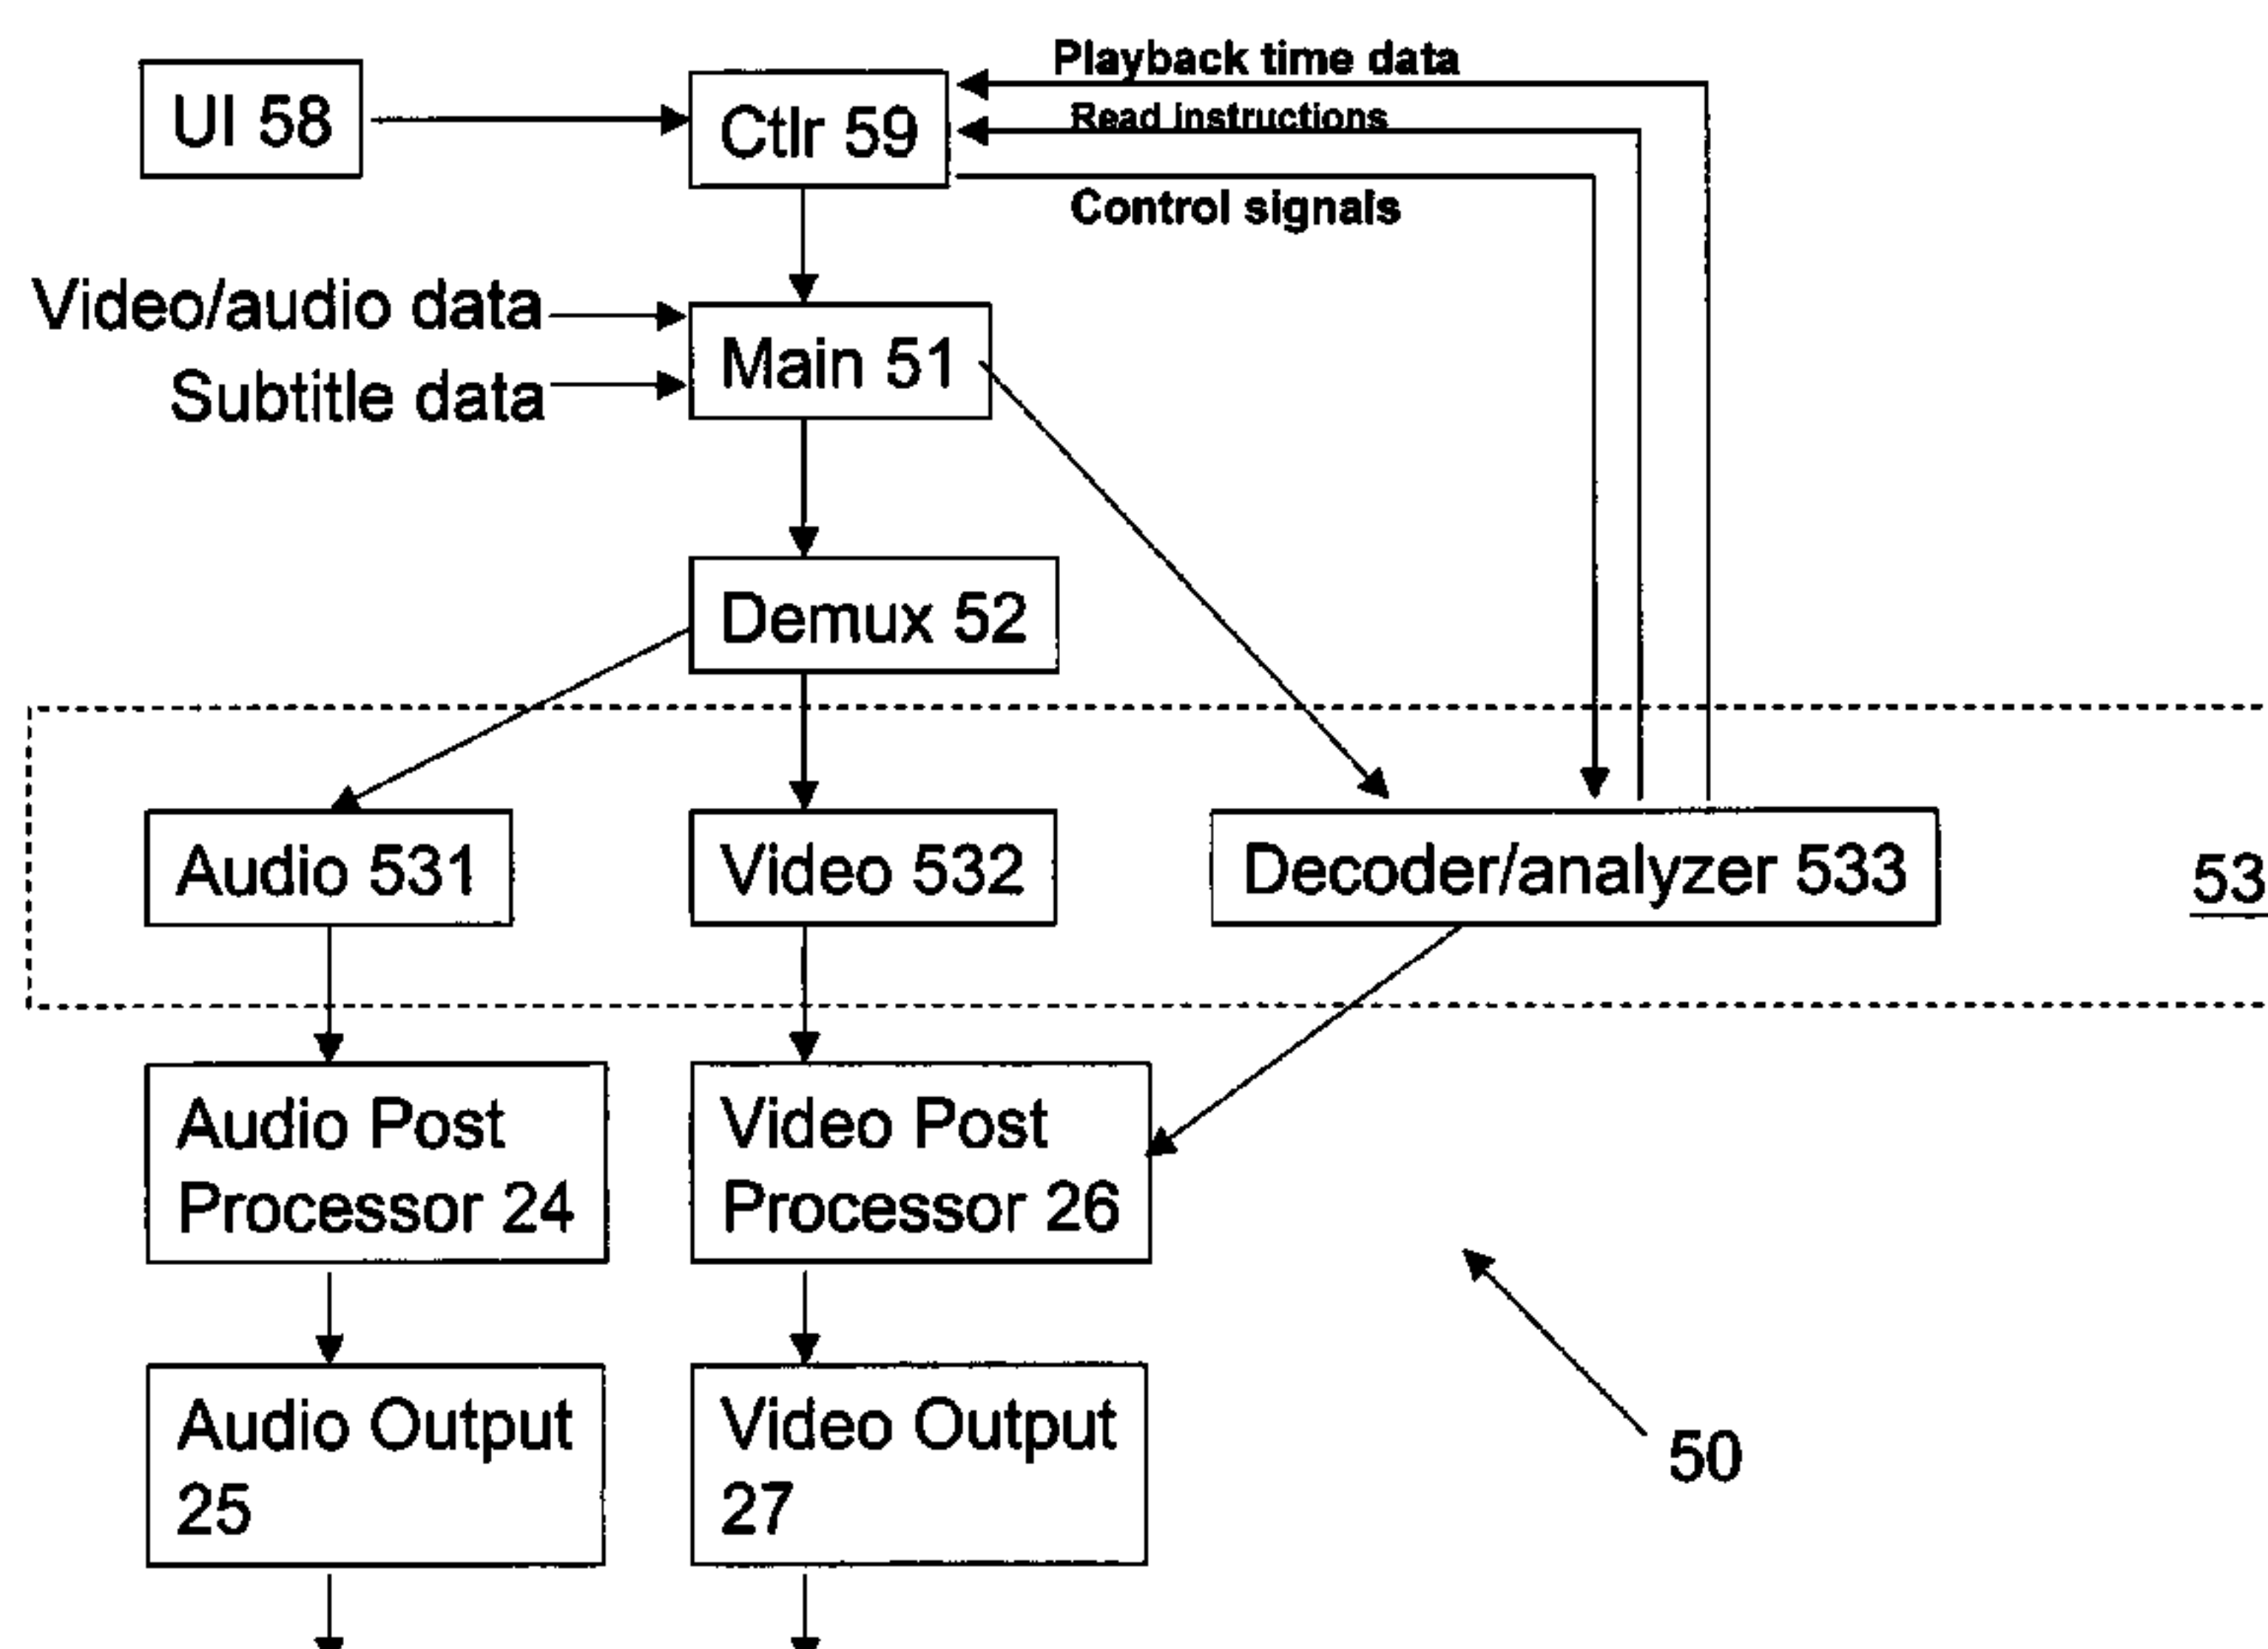 Playback time data
UI 58
Ctlr 59
Read instructions
Control signals
Video/audio data
Main 51
Subtitle data
Demux 52
Audio 531
Video 532
Decoder/analyzer 533
53
Audio Post
Processor 24
Video Post
Processor 26
Audio Output
25
Video Output
27
50